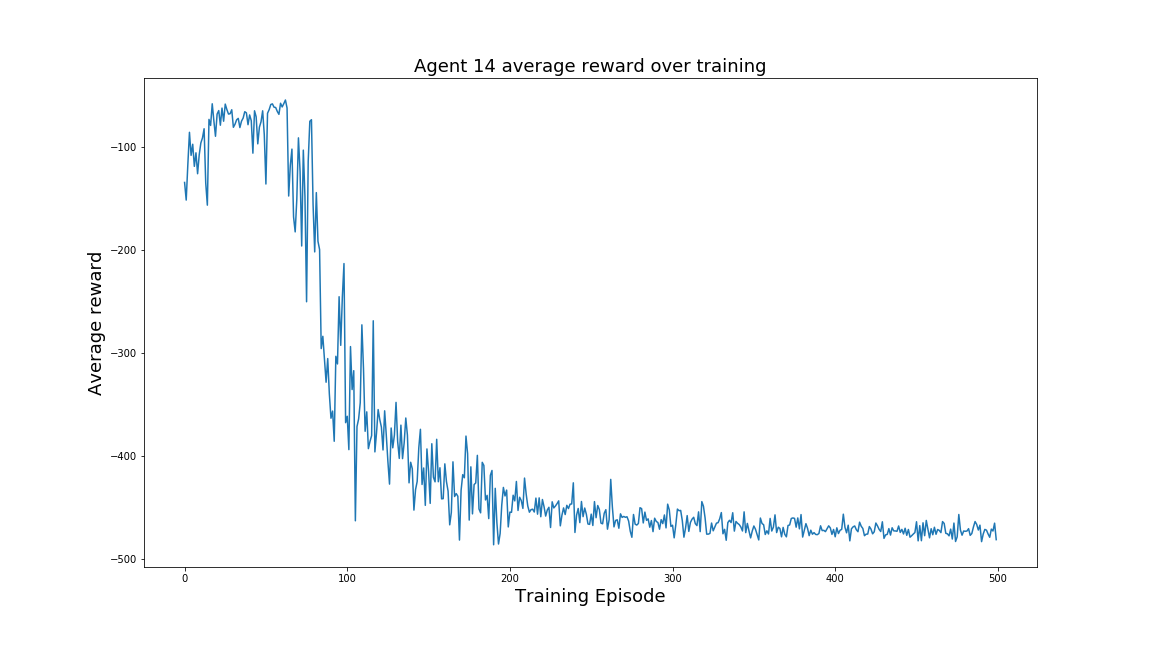 Agent 14 average reward over training
−100
−200
−300
−400
−500
Average reward
0 100 200 300 400 500
Training Episode